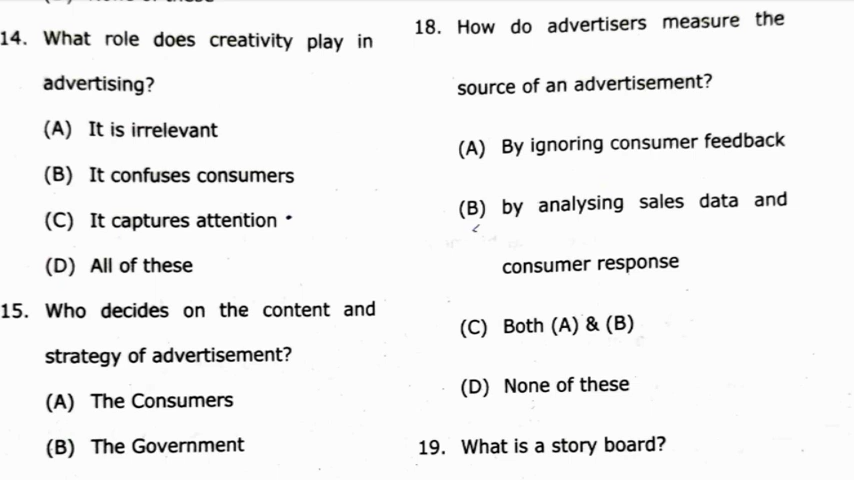 14. What role does creativity play in
advertising?
(A) It is irrelevant
(B) It confuses consumers
(C) It captures attention
(D) All of these
15. Who decides on the content and
strategy of advertisement?
(A) The Consumers
(B) The Government
18. How do advertisers measure the
source of an advertisement?
(A) By ignoring consumer feedback
(B) by analysing sales data and
consumer response
(C) Both (A) & (B)
(D) None of these
19. What is a story board?